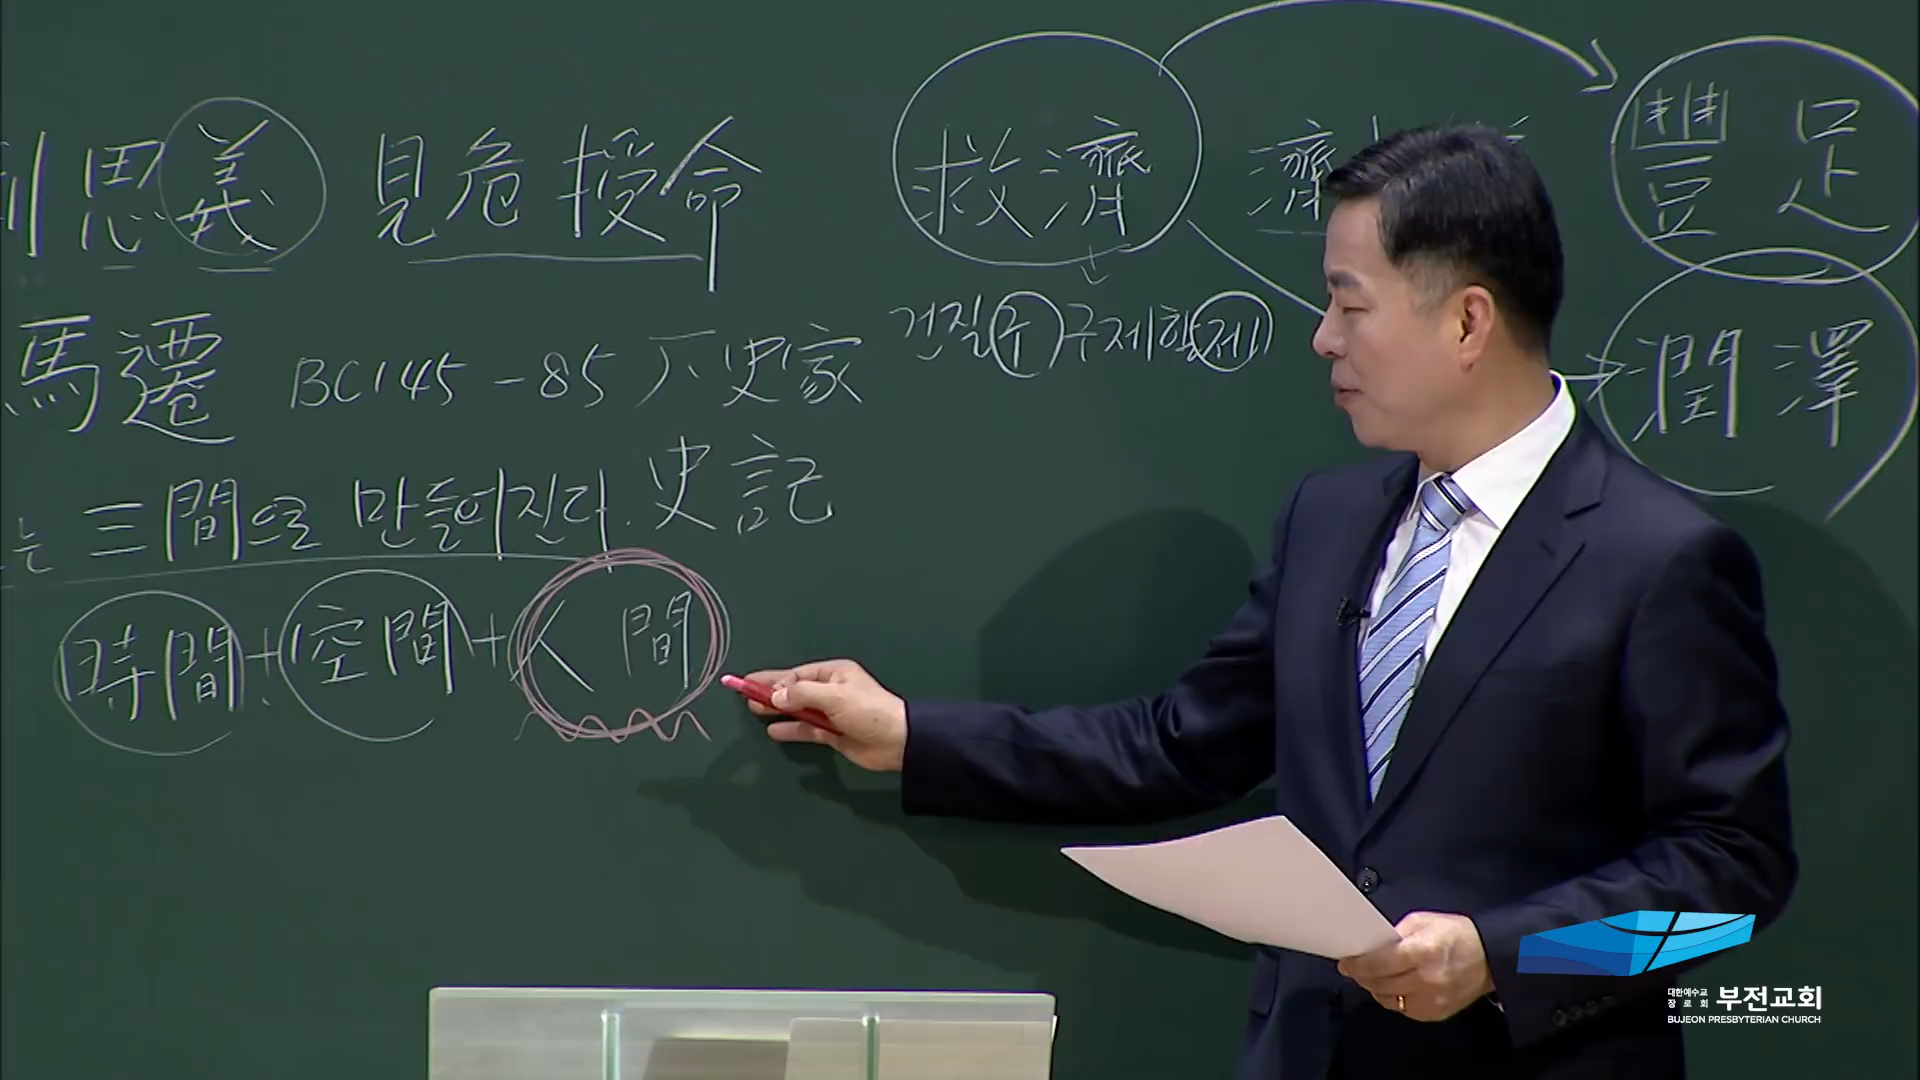 思義 見危授命
馬遷 BC145-85 史家
는 三間으로 만들어진다. 史記
時間+空間+人間
救濟 濟
건질구 구제할제
豊足
潤澤
대한예수교
장로회 부전교회
BUJEON PRESBYTERIAN CHURCH